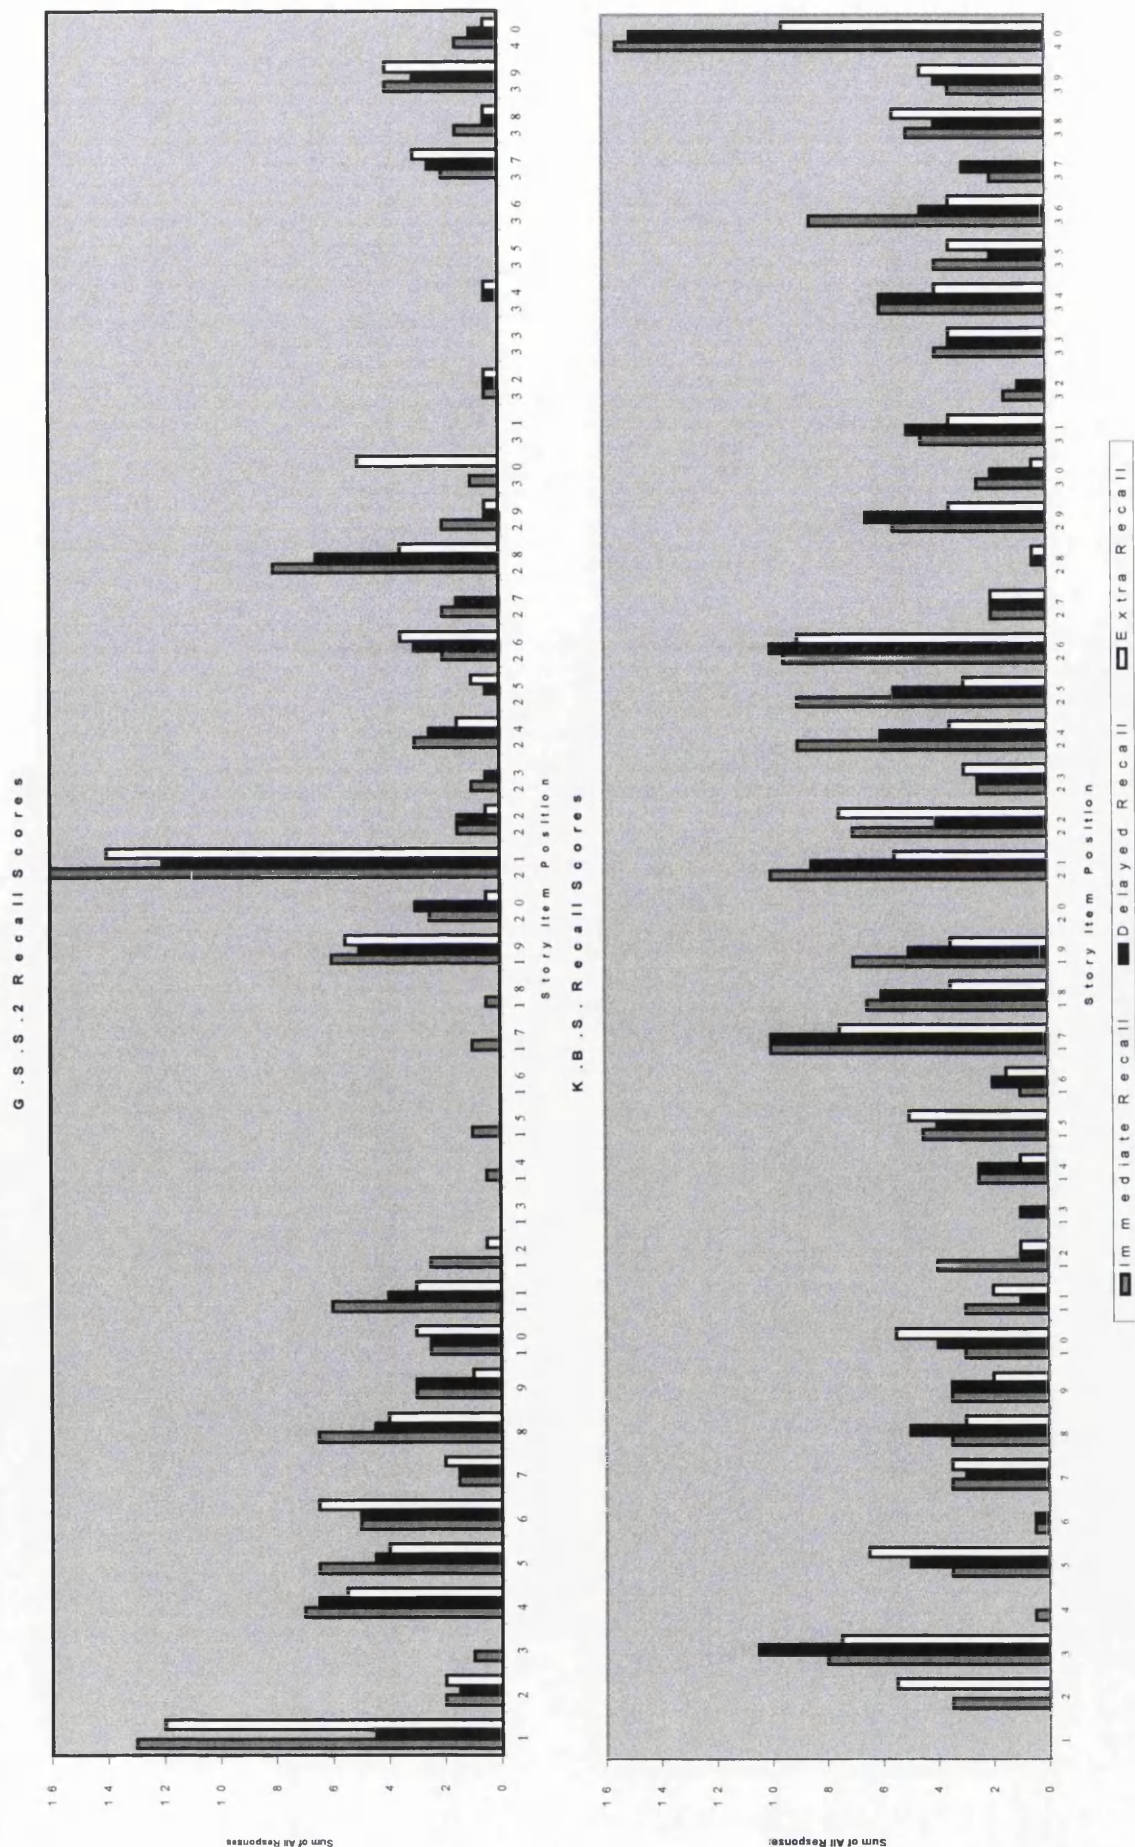 G.S.S.2 Recall Scores
Sum of All Responses
16
14
12
10
8
6
4
2
0
1 2 3 4 5 6 7 8 9 10 11 12 13 14 15 16 17 18 19 20 21 22 23 24 25 26 27 28 29 30 31 32 33 34 35 36 37 38 39 40
Story Item Position
K.B.S. Recall Scores
Sum of All Response
16
14
12
10
8
6
4
2
0
1 2 3 4 5 6 7 8 9 10 11 12 13 14 15 16 17 18 19 20 21 22 23 24 25 26 27 28 29 30 31 32 33 34 35 36 37 38 39 40
Story Item Position
Immediate Recall Delayed Recall Extra Recall